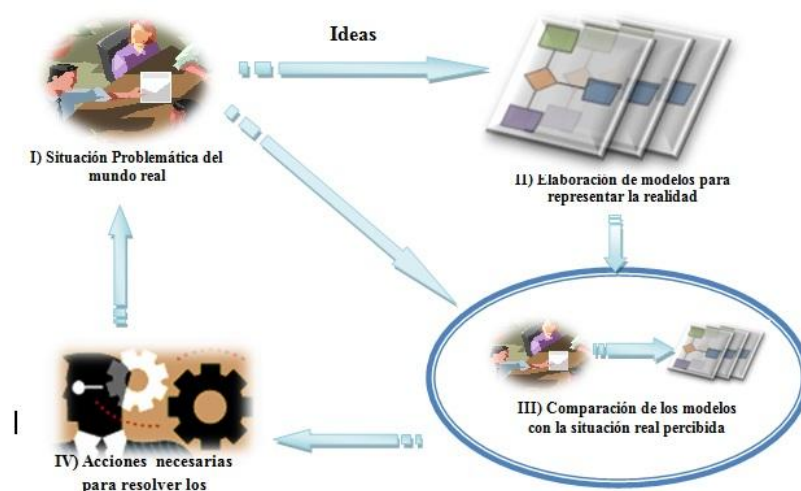 Ideas
I) Situación Problemática del
mundo real
II) Elaboración de modelos para
representar la realidad
III) Comparación de los modelos
con la situación real percibida
IV) Acciones necesarias
para resolver los